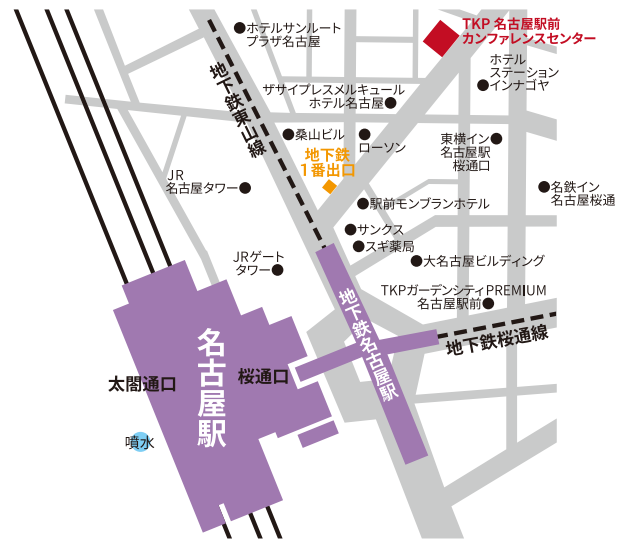 TKP 名古屋駅前
カンファレンスセンター
ホテルサンルート
プラザ名古屋
地下鉄東山線
ホテル
ステーション
インナゴヤ
ザサイプレスメルキュール
ホテル名古屋
桑山ビル
ローソン
東横イン
名古屋駅
桜通口
地下鉄
1番出口
JR
名古屋タワー
名鉄イン
名古屋桜通
駅前モンブランホテル
サンクス
スギ薬局
JRゲート
タワー
大名古屋ビルディング
TKPガーデンシティPREMIUM
名古屋駅前
地下鉄名古屋駅
地下鉄桜通線
名古屋駅
桜通口
太閤通口
噴水